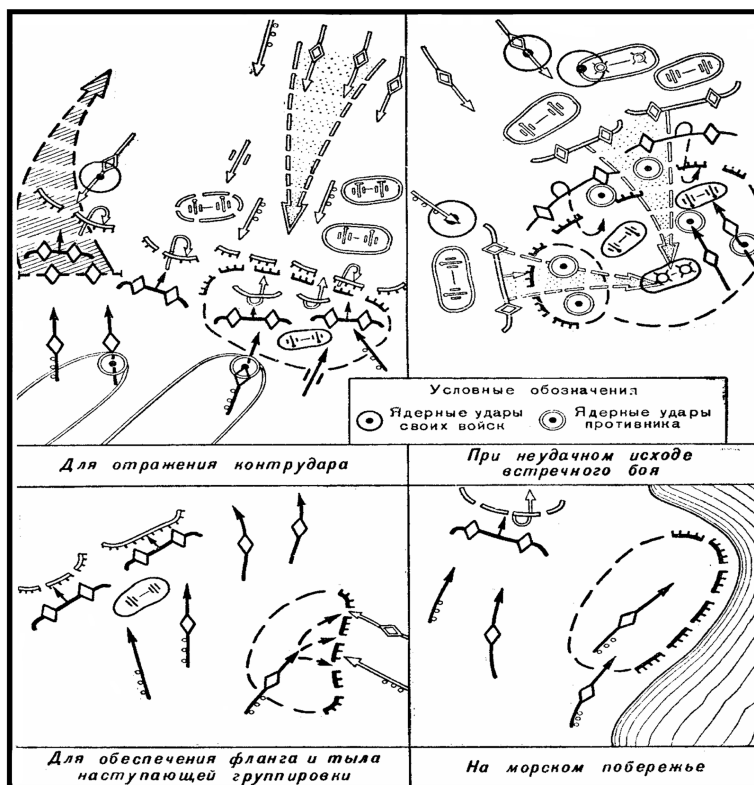 Условные обозначения
Ядерные удары своих войск
Ядерные удары противника
Для отражения контрудара
При неудачном исходе
встречного боя
Для обеспечения фланга и тыла
наступающей группировки
На морском побережье